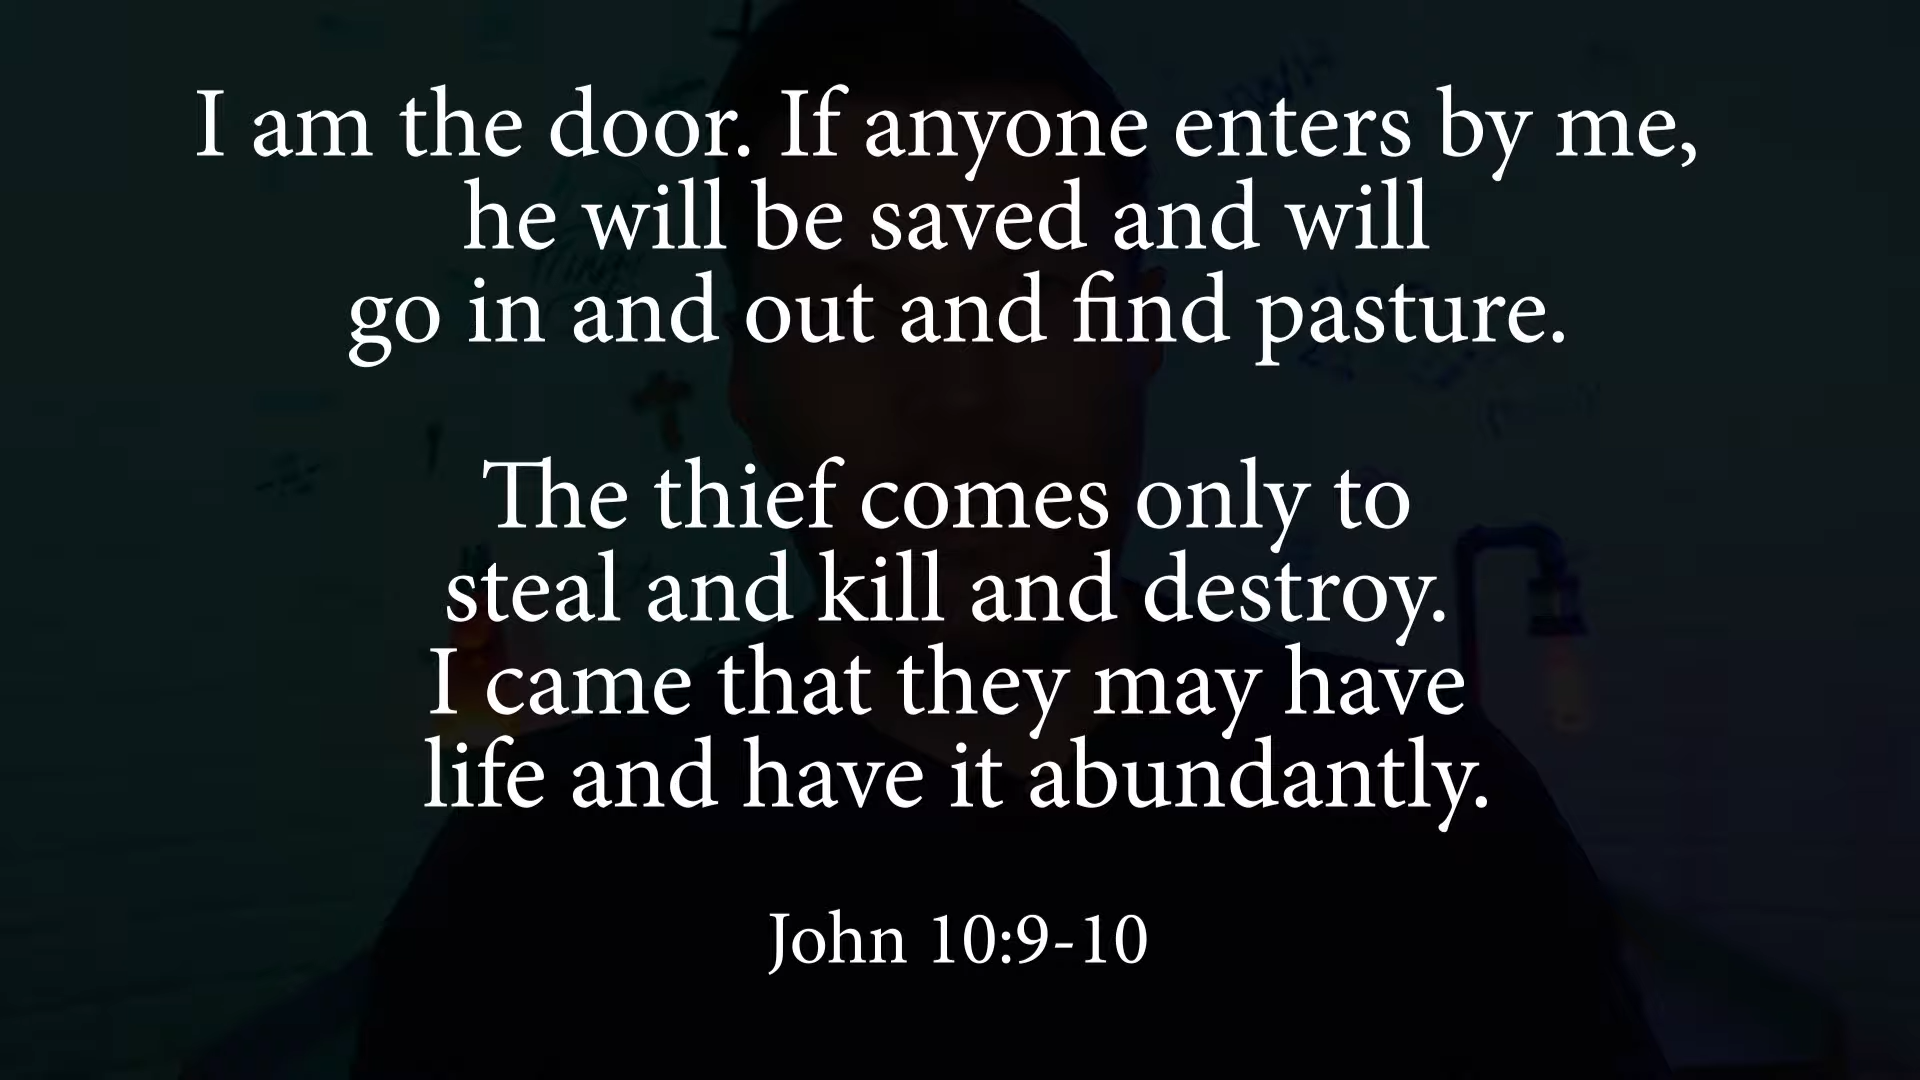 I am the door. If anyone enters by me,
he will be saved and will
go in and out and find pasture.
The thief comes only to
steal and kill and destroy.
I came that they may have
life and have it abundantly.
John 10:9-10